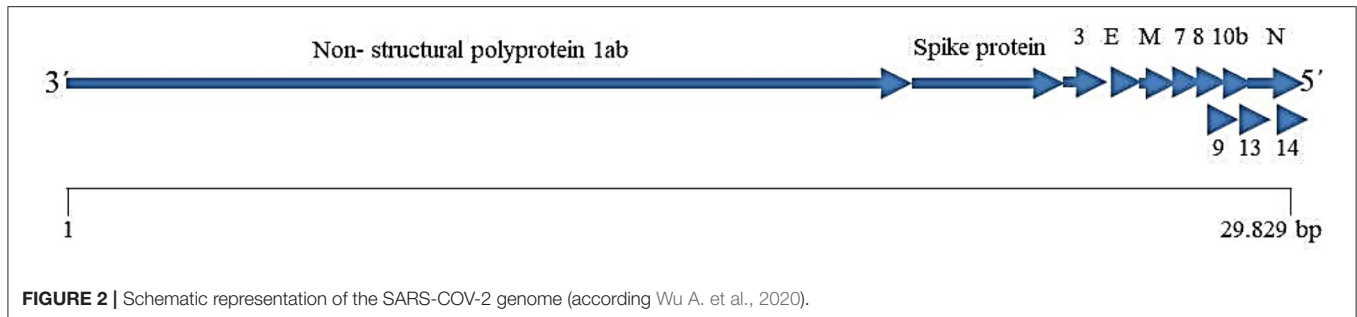 Non- structural polyprotein 1ab Spike protein 3 E M 7 8 10b N
3´ 5´
9 13 14
1 29.829 bp
FIGURE 2 | Schematic representation of the SARS-COV-2 genome (according Wu A. et al., 2020).